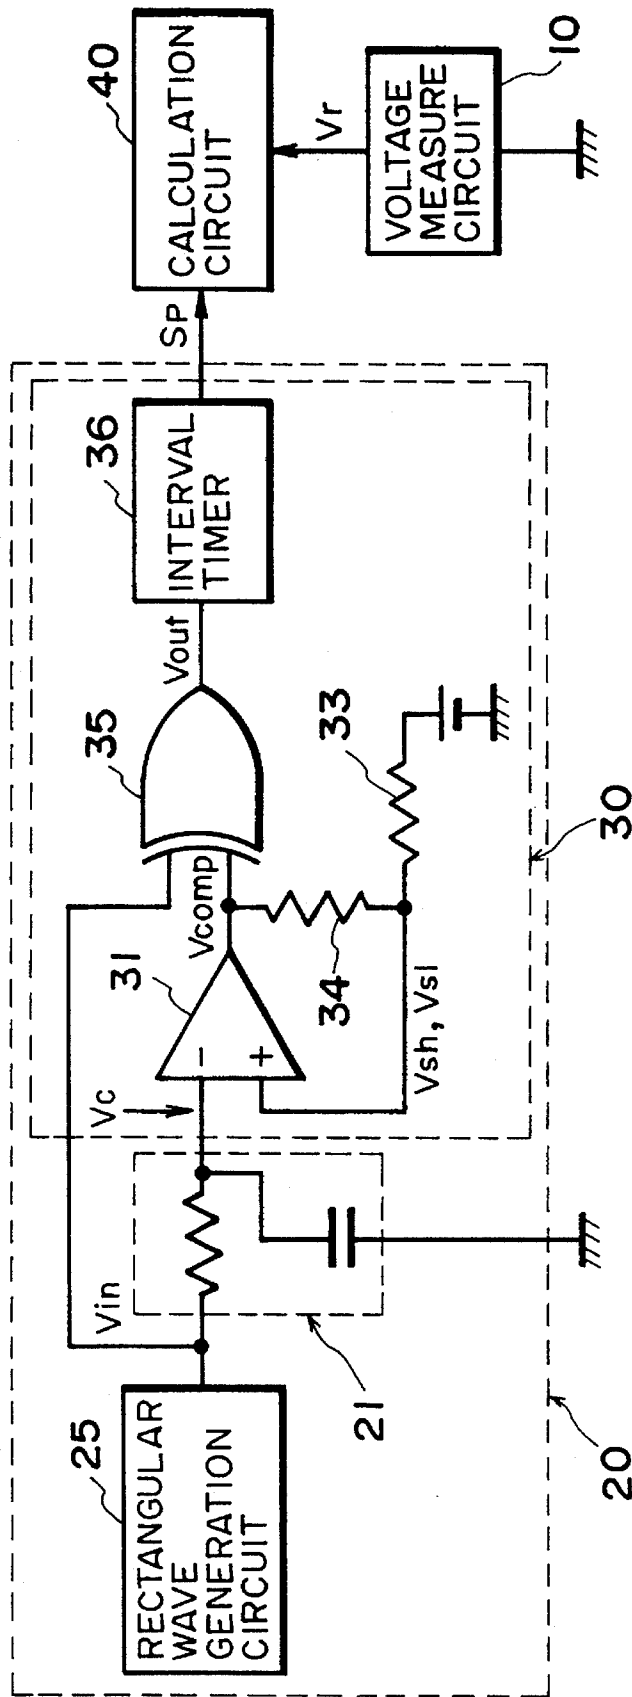 25
RECTANGULAR
WAVE
GENERATION
CIRCUIT
Vin
21
20
Vc
31
-
+
Vcomp
34
33
Vsh, Vsl
30
35
Vout
36
INTERVAL
TIMER
SP
40
CALCULATION
CIRCUIT
Vr
VOLTAGE
MEASURE
CIRCUIT
10